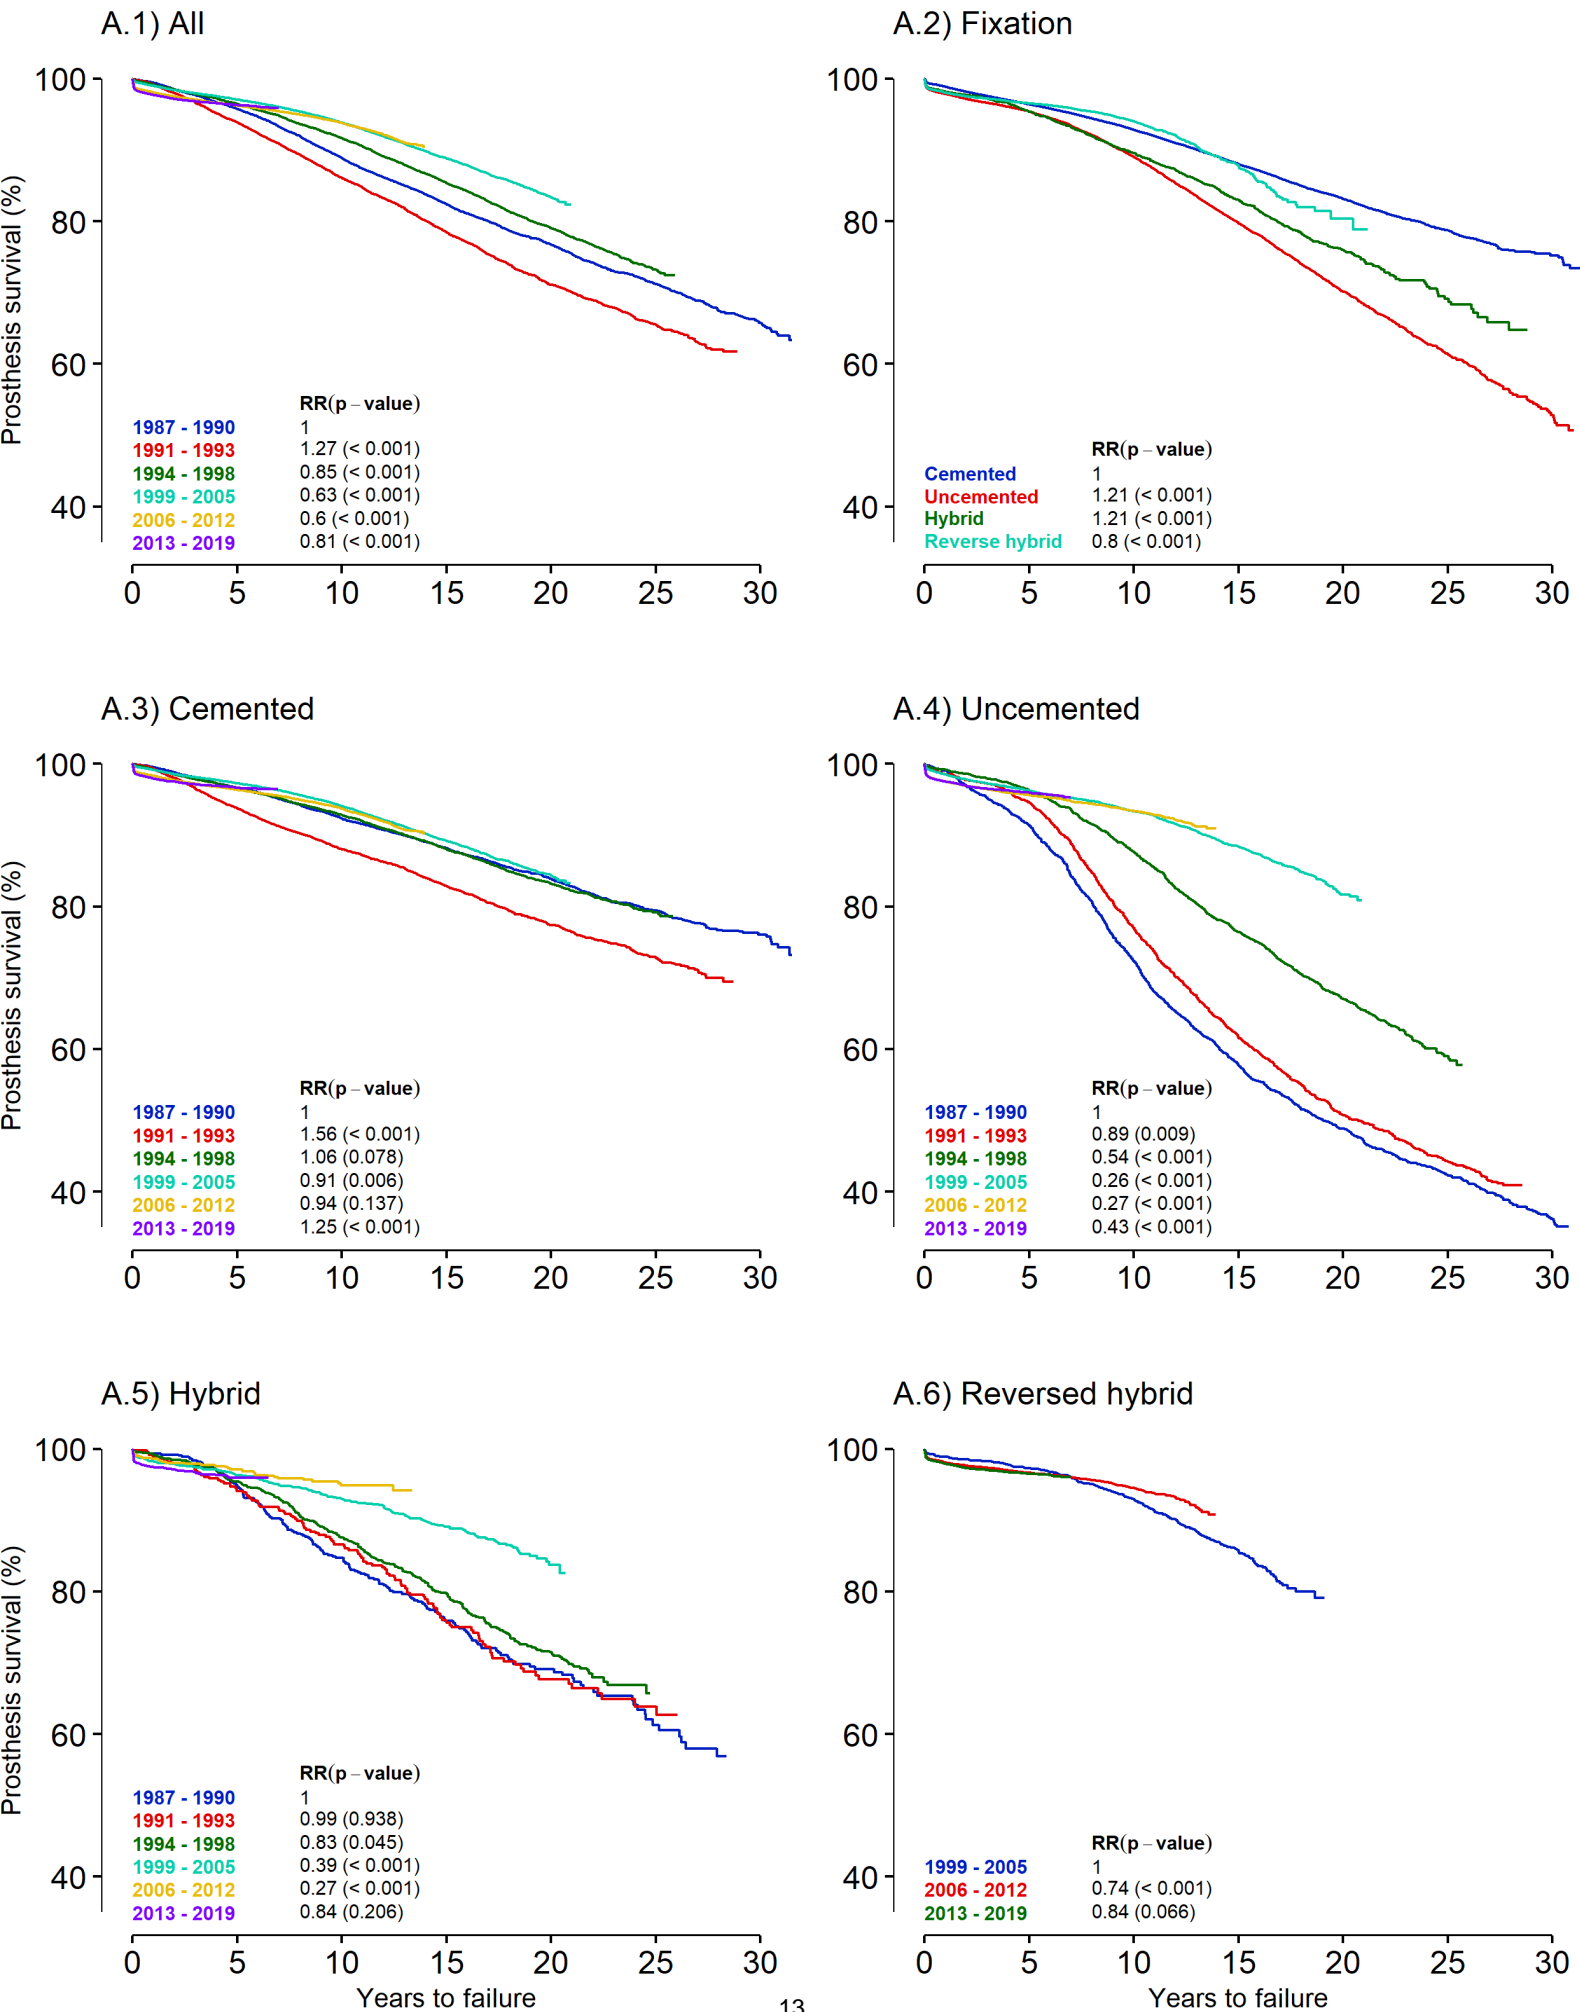 A.1) All
Prosthesis survival (%)
100
80
60
40
RR(p – value)
1987 - 1990 1
1991 - 1993 1.27 (< 0.001)
1994 - 1998 0.85 (< 0.001)
1999 - 2005 0.63 (< 0.001)
2006 - 2012 0.6 (< 0.001)
2013 - 2019 0.81 (< 0.001)
0 5 10 15 20 25 30
A.2) Fixation
100
80
60
40
RR(p – value)
Cemented 1
Uncemented 1.21 (< 0.001)
Hybrid 1.21 (< 0.001)
Reverse hybrid 0.8 (< 0.001)
0 5 10 15 20 25 30
A.3) Cemented
Prosthesis survival (%)
100
80
60
40
RR(p – value)
1987 - 1990 1
1991 - 1993 1.56 (< 0.001)
1994 - 1998 1.06 (0.078)
1999 - 2005 0.91 (0.006)
2006 - 2012 0.94 (0.137)
2013 - 2019 1.25 (< 0.001)
0 5 10 15 20 25 30
A.4) Uncemented
100
80
60
40
RR(p – value)
1987 - 1990 1
1991 - 1993 0.89 (0.009)
1994 - 1998 0.54 (< 0.001)
1999 - 2005 0.26 (< 0.001)
2006 - 2012 0.27 (< 0.001)
2013 - 2019 0.43 (< 0.001)
0 5 10 15 20 25 30
A.5) Hybrid
Prosthesis survival (%)
100
80
60
40
RR(p – value)
1987 - 1990 1
1991 - 1993 0.99 (0.938)
1994 - 1998 0.83 (0.045)
1999 - 2005 0.39 (< 0.001)
2006 - 2012 0.27 (< 0.001)
2013 - 2019 0.84 (0.206)
0 5 10 15 20 25 30
Years to failure
A.6) Reversed hybrid
100
80
60
40
RR(p – value)
1999 - 2005 1
2006 - 2012 0.74 (< 0.001)
2013 - 2019 0.84 (0.066)
0 5 10 15 20 25 30
Years to failure
13